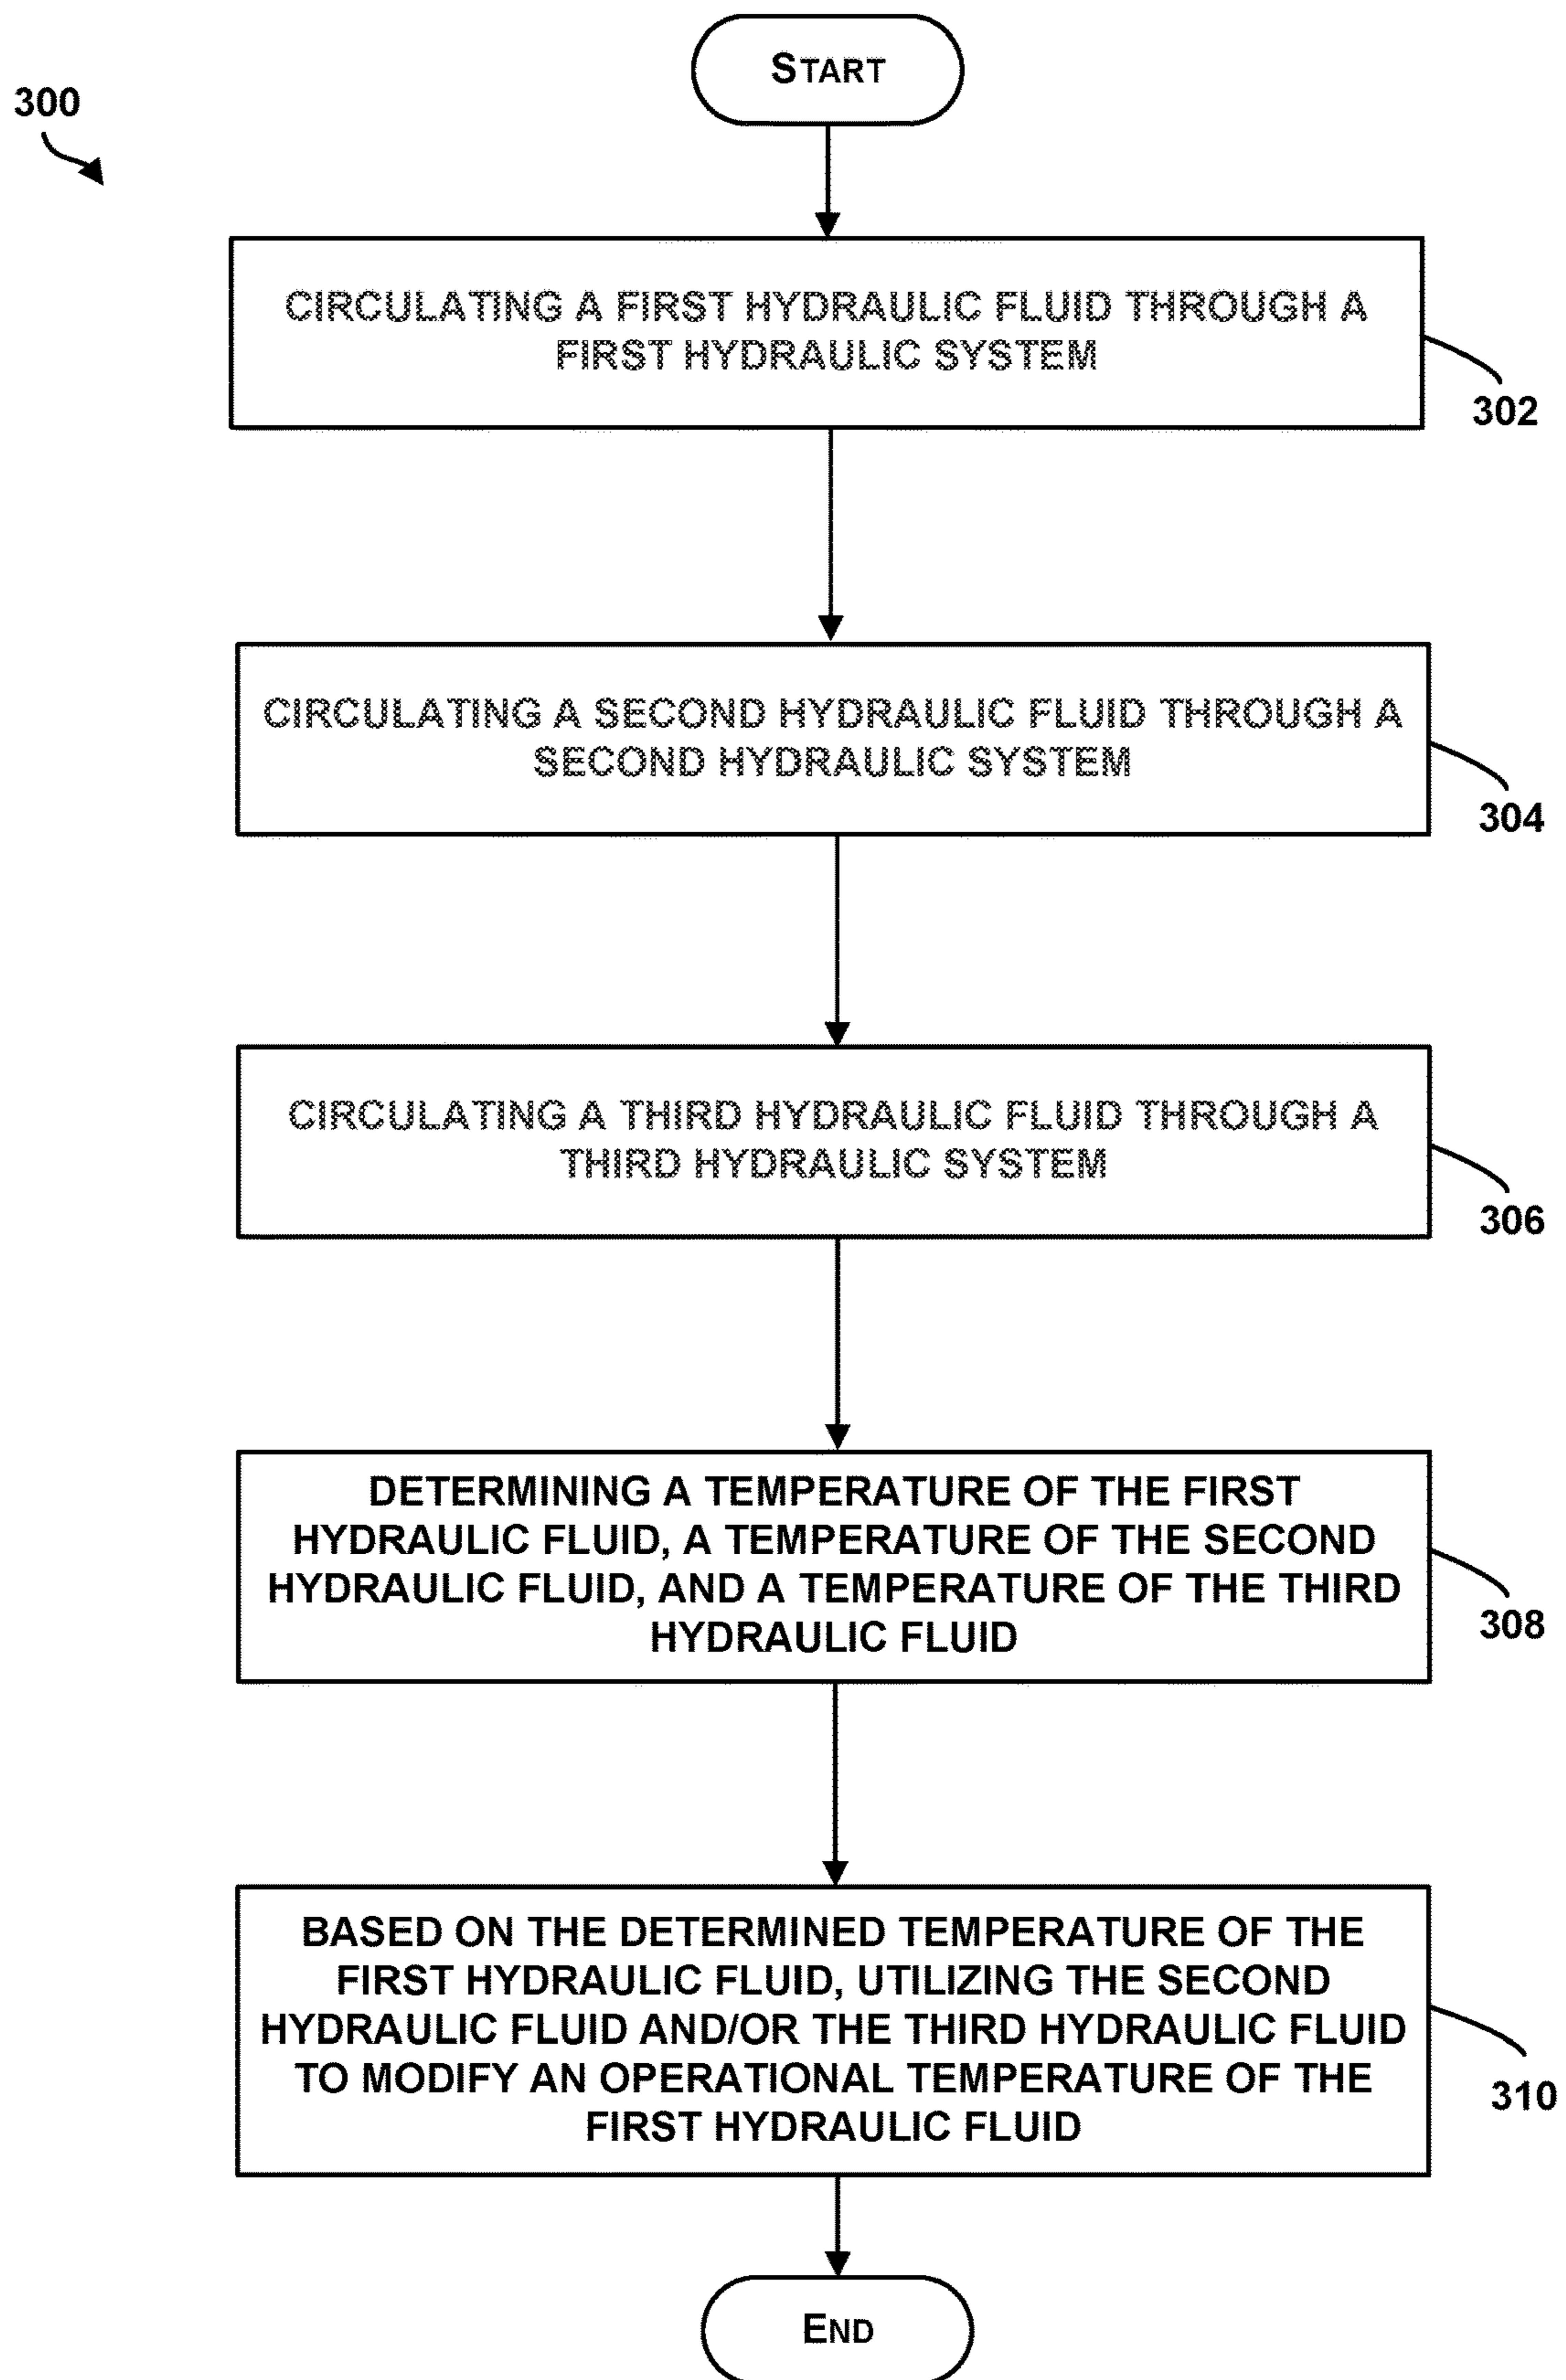 START
300
CIRCULATING A FIRST HYDRAULIC FLUID THROUGH A
FIRST HYDRAULIC SYSTEM
302
CIRCULATING A SECOND HYDRAULIC FLUID THROUGH A
SECOND HYDRAULIC SYSTEM
304
CIRCULATING A THIRD HYDRAULIC FLUID THROUGH A
THIRD HYDRAULIC SYSTEM
306
DETERMINING A TEMPERATURE OF THE FIRST
HYDRAULIC FLUID, A TEMPERATURE OF THE SECOND
HYDRAULIC FLUID, AND A TEMPERATURE OF THE THIRD
HYDRAULIC FLUID
308
BASED ON THE DETERMINED TEMPERATURE OF THE
FIRST HYDRAULIC FLUID, UTILIZING THE SECOND
HYDRAULIC FLUID AND/OR THE THIRD HYDRAULIC FLUID
TO MODIFY AN OPERATIONAL TEMPERATURE OF THE
FIRST HYDRAULIC FLUID
310
END